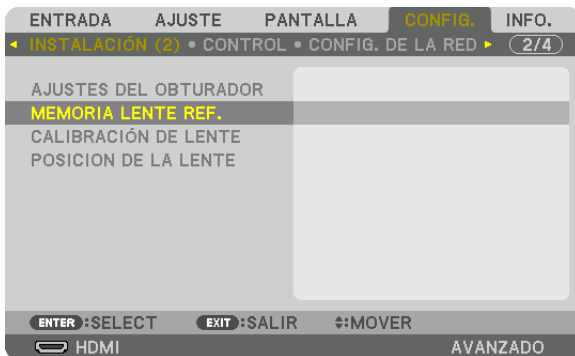 ENTRADA AJUSTE PANTALLA CONFIG. INFO.
INSTALACIÓN (2) • CONTROL • CONFIG. DE LA RED 2/4
AJUSTES DEL OBTURADOR
MEMORIA LENTE REF.
CALIBRACIÓN DE LENTE
POSICION DE LA LENTE
ENTER :SELECT EXIT :SALIR :MOVER
HDMI AVANZADO